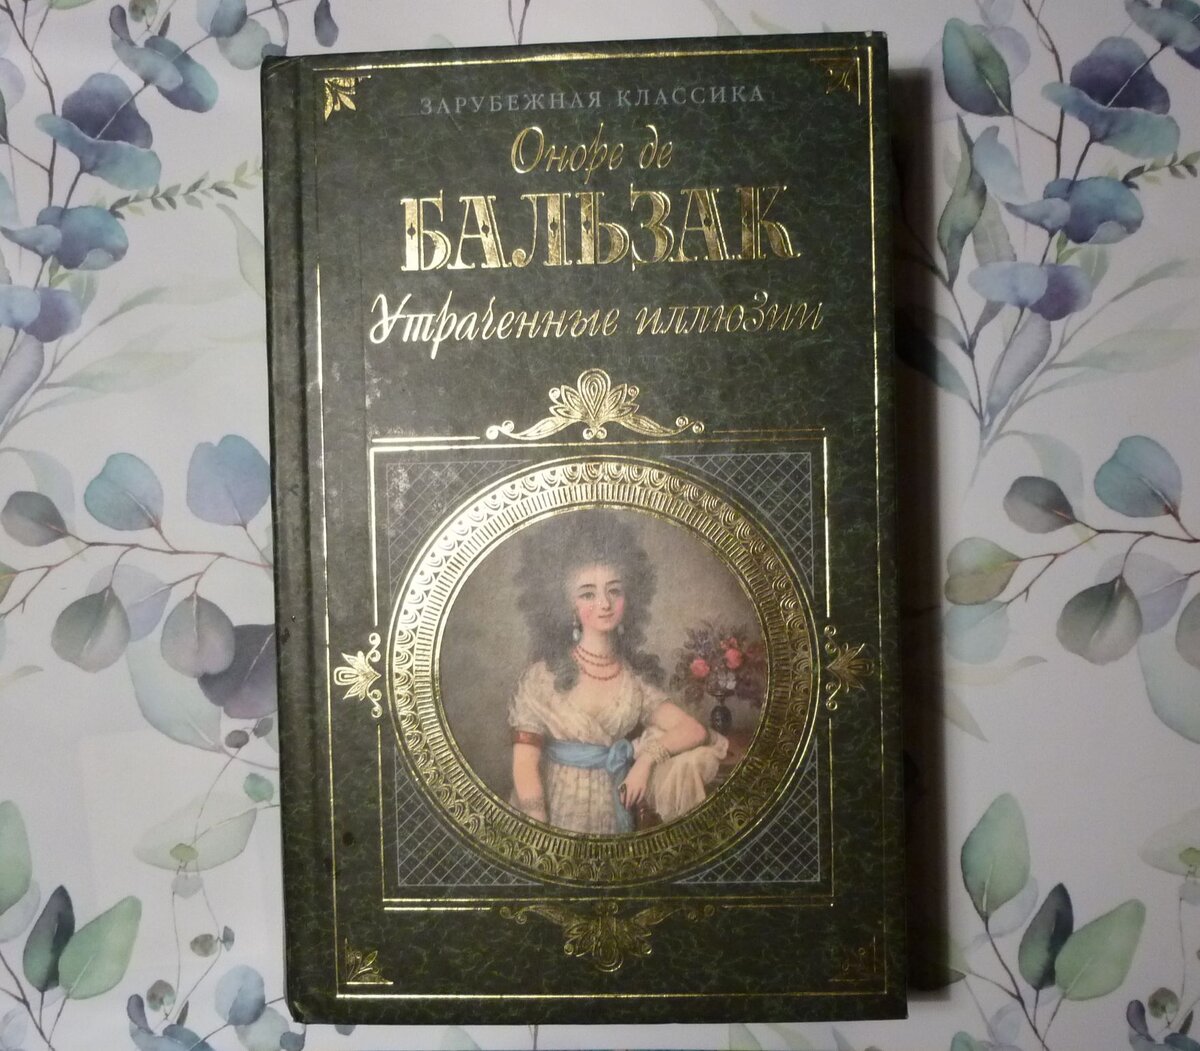 ЗАРУБЕЖНАЯ КЛАССИКА
Оноре де
БАЛЬЗАК
Утраченные иллюзии